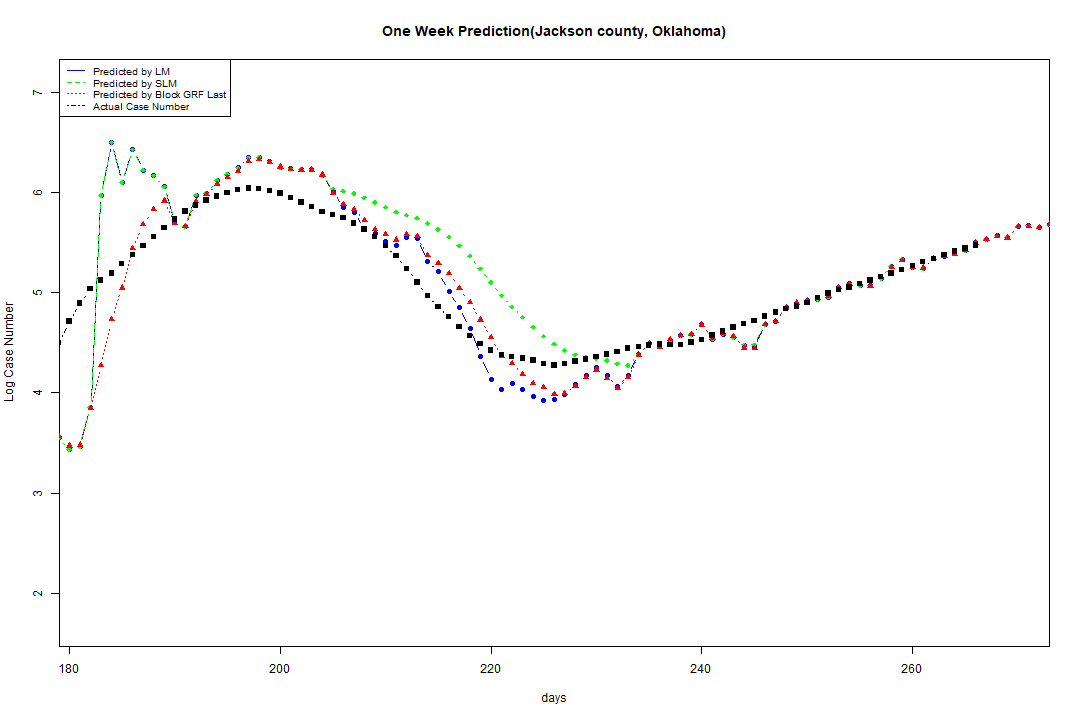 One Week Prediction(Jackson county, Oklahoma)
Predicted by LM
Predicted by SLM
Predicted by Block GRF Last
Actual Case Number
7
6
5
4
3
2
Log Case Number
180 200 220 240 260
days